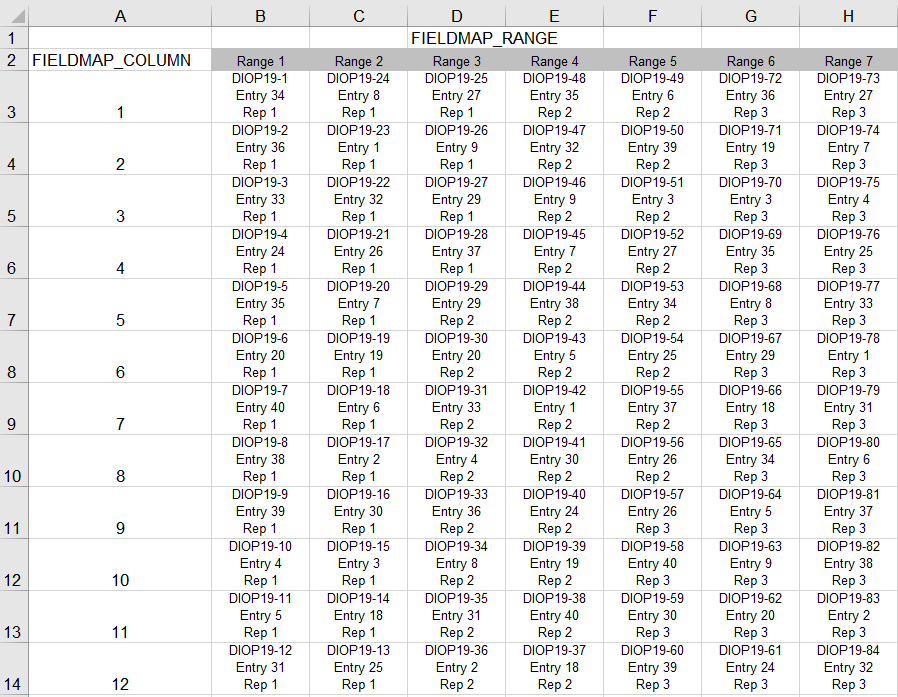 A B C D E F G H
1 FIELDMAP_RANGE
2 FIELDMAP_COLUMN Range 1 Range 2 Range 3 Range 4 Range 5 Range 6 Range 7
DIOP19-1 DIOP19-24 DIOP19-25 DIOP19-48 DIOP19-49 DIOP19-72 DIOP19-73
Entry 34 Entry 8 Entry 27 Entry 35 Entry 6 Entry 36 Entry 27
3 1 Rep 1 Rep 1 Rep 1 Rep 2 Rep 2 Rep 3 Rep 3
DIOP19-2 DIOP19-23 DIOP19-26 DIOP19-47 DIOP19-50 DIOP19-71 DIOP19-74
Entry 36 Entry 1 Entry 9 Entry 32 Entry 39 Entry 19 Entry 7
4 2 Rep 1 Rep 1 Rep 1 Rep 2 Rep 2 Rep 3 Rep 3
DIOP19-3 DIOP19-22 DIOP19-27 DIOP19-46 DIOP19-51 DIOP19-70 DIOP19-75
Entry 33 Entry 32 Entry 29 Entry 9 Entry 3 Entry 3 Entry 4
5 3 Rep 1 Rep 1 Rep 1 Rep 2 Rep 2 Rep 3 Rep 3
DIOP19-4 DIOP19-21 DIOP19-28 DIOP19-45 DIOP19-52 DIOP19-69 DIOP19-76
Entry 24 Entry 26 Entry 37 Entry 7 Entry 27 Entry 35 Entry 25
6 4 Rep 1 Rep 1 Rep 1 Rep 2 Rep 2 Rep 3 Rep 3
DIOP19-5 DIOP19-20 DIOP19-29 DIOP19-44 DIOP19-53 DIOP19-68 DIOP19-77
Entry 35 Entry 7 Entry 29 Entry 38 Entry 34 Entry 8 Entry 33
7 5 Rep 1 Rep 1 Rep 2 Rep 2 Rep 2 Rep 3 Rep 3
DIOP19-6 DIOP19-19 DIOP19-30 DIOP19-43 DIOP19-54 DIOP19-67 DIOP19-78
Entry 20 Entry 19 Entry 20 Entry 5 Entry 25 Entry 29 Entry 1
8 6 Rep 1 Rep 1 Rep 2 Rep 2 Rep 2 Rep 3 Rep 3
DIOP19-7 DIOP19-18 DIOP19-31 DIOP19-42 DIOP19-55 DIOP19-66 DIOP19-79
Entry 40 Entry 6 Entry 33 Entry 1 Entry 37 Entry 18 Entry 31
9 7 Rep 1 Rep 1 Rep 2 Rep 2 Rep 2 Rep 3 Rep 3
DIOP19-8 DIOP19-17 DIOP19-32 DIOP19-41 DIOP19-56 DIOP19-65 DIOP19-80
Entry 38 Entry 2 Entry 4 Entry 30 Entry 26 Entry 34 Entry 6
10 8 Rep 1 Rep 1 Rep 2 Rep 2 Rep 2 Rep 3 Rep 3
DIOP19-9 DIOP19-16 DIOP19-33 DIOP19-40 DIOP19-57 DIOP19-64 DIOP19-81
Entry 39 Entry 30 Entry 36 Entry 24 Entry 26 Entry 5 Entry 37
11 9 Rep 1 Rep 1 Rep 2 Rep 2 Rep 3 Rep 3 Rep 3
DIOP19-10 DIOP19-15 DIOP19-34 DIOP19-39 DIOP19-58 DIOP19-63 DIOP19-82
Entry 4 Entry 3 Entry 8 Entry 19 Entry 40 Entry 9 Entry 38
12 10 Rep 1 Rep 1 Rep 2 Rep 2 Rep 3 Rep 3 Rep 3
DIOP19-11 DIOP19-14 DIOP19-35 DIOP19-38 DIOP19-59 DIOP19-62 DIOP19-83
Entry 5 Entry 18 Entry 31 Entry 40 Entry 30 Entry 20 Entry 2
13 11 Rep 1 Rep 1 Rep 2 Rep 2 Rep 3 Rep 3 Rep 3
DIOP19-12 DIOP19-13 DIOP19-36 DIOP19-37 DIOP19-60 DIOP19-61 DIOP19-84
Entry 31 Entry 25 Entry 2 Entry 18 Entry 39 Entry 24 Entry 32
14 12 Rep 1 Rep 1 Rep 2 Rep 2 Rep 3 Rep 3 Rep 3